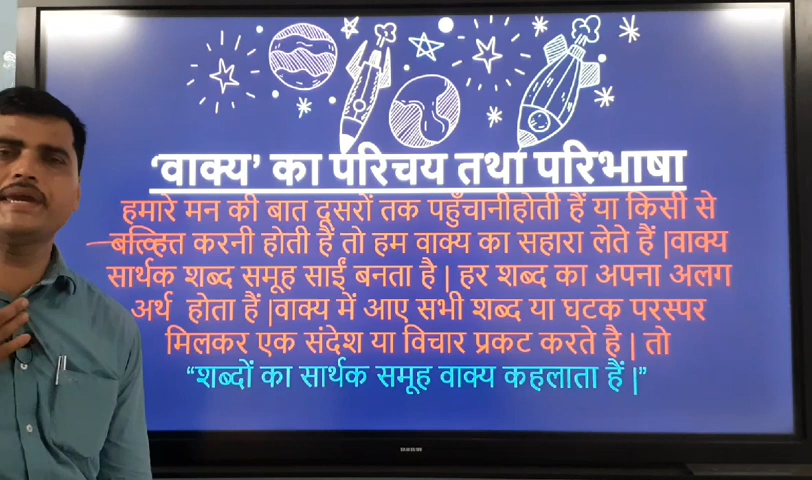 ‘वाक्य’ का परिचय तथा परिभाषा
हमारे मन की बात दूसरों तक पहुँचानीहोती हैं या किसी से
करनी होती हैं तो हम वाक्य का सहारा लेते हैं |वाक्य
सार्थक शब्द समूह साईं बनता है | हर शब्द का अपना अलग
अर्थ होता हैं |वाक्य में आए सभी शब्द या घटक परस्पर
मिलकर एक संदेश या विचार प्रकट करते है | तो
“शब्दों का सार्थक समूह वाक्य कहलाता हैं |”
SAMSUNG